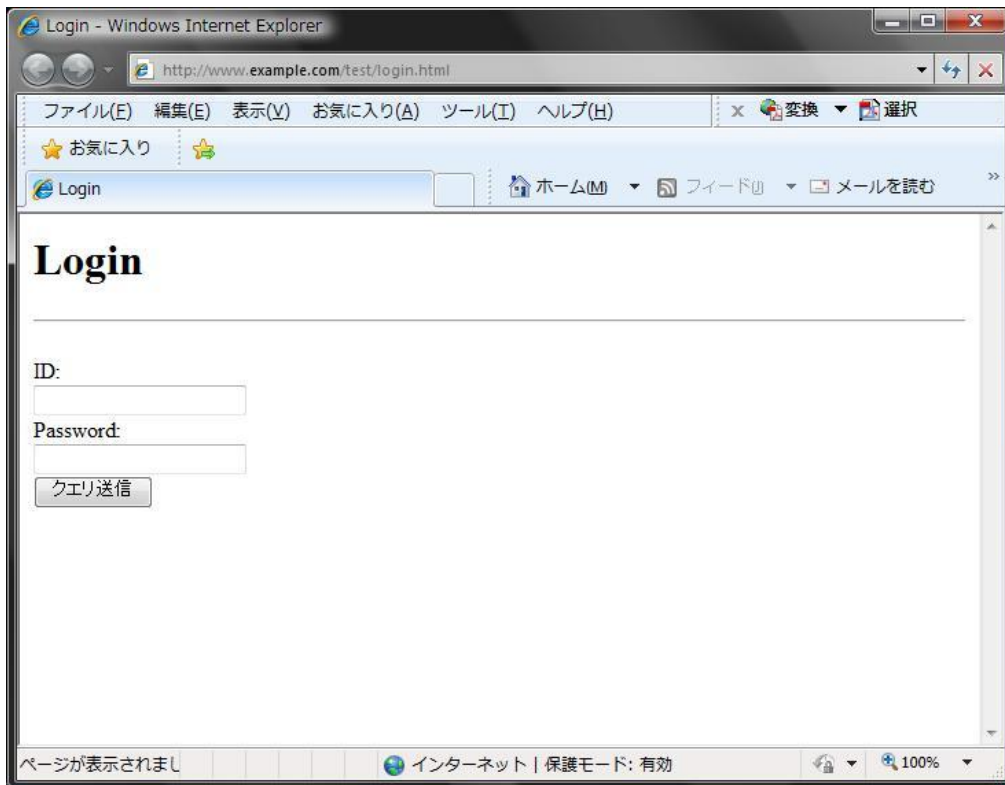 Login - Windows Internet Explorer
http://www.example.com/test/login.html
ファイル(F) 編集(E) 表示(V) お気に入り(A) ツール(T) ヘルプ(H) x 変換 選択
お気に入り
Login ホーム(M) フィード(J) メールを読む »
Login
ID:
Password:
クエリ送信
ページが表示されまし インターネット | 保護モード: 有効 100%